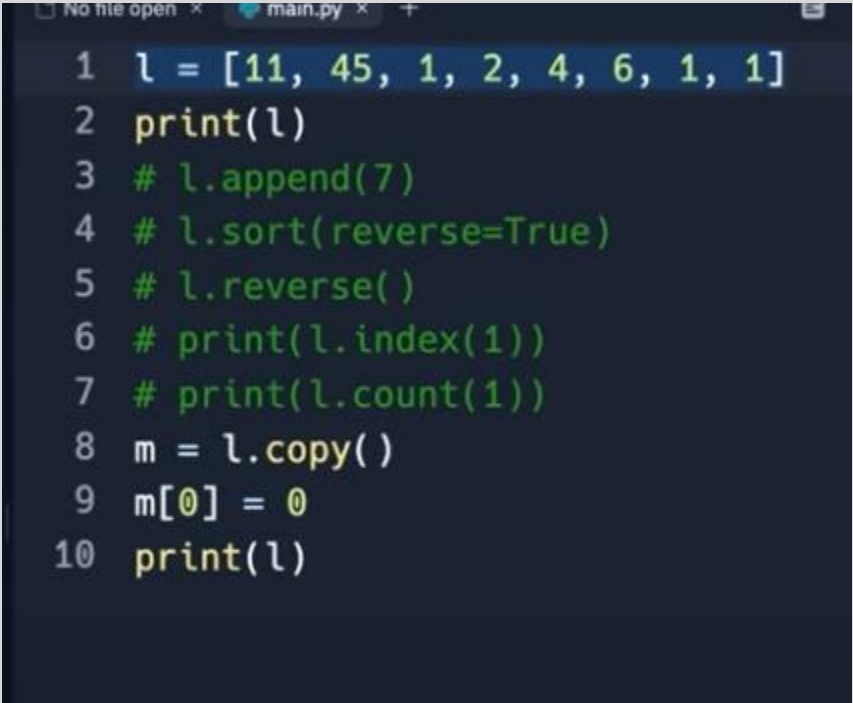 No file open × main.py × +
1 l = [11, 45, 1, 2, 4, 6, 1, 1]
2 print(l)
3 # l.append(7)
4 # l.sort(reverse=True)
5 # l.reverse()
6 # print(l.index(1))
7 # print(l.count(1))
8 m = l.copy()
9 m[0] = 0
10 print(l)